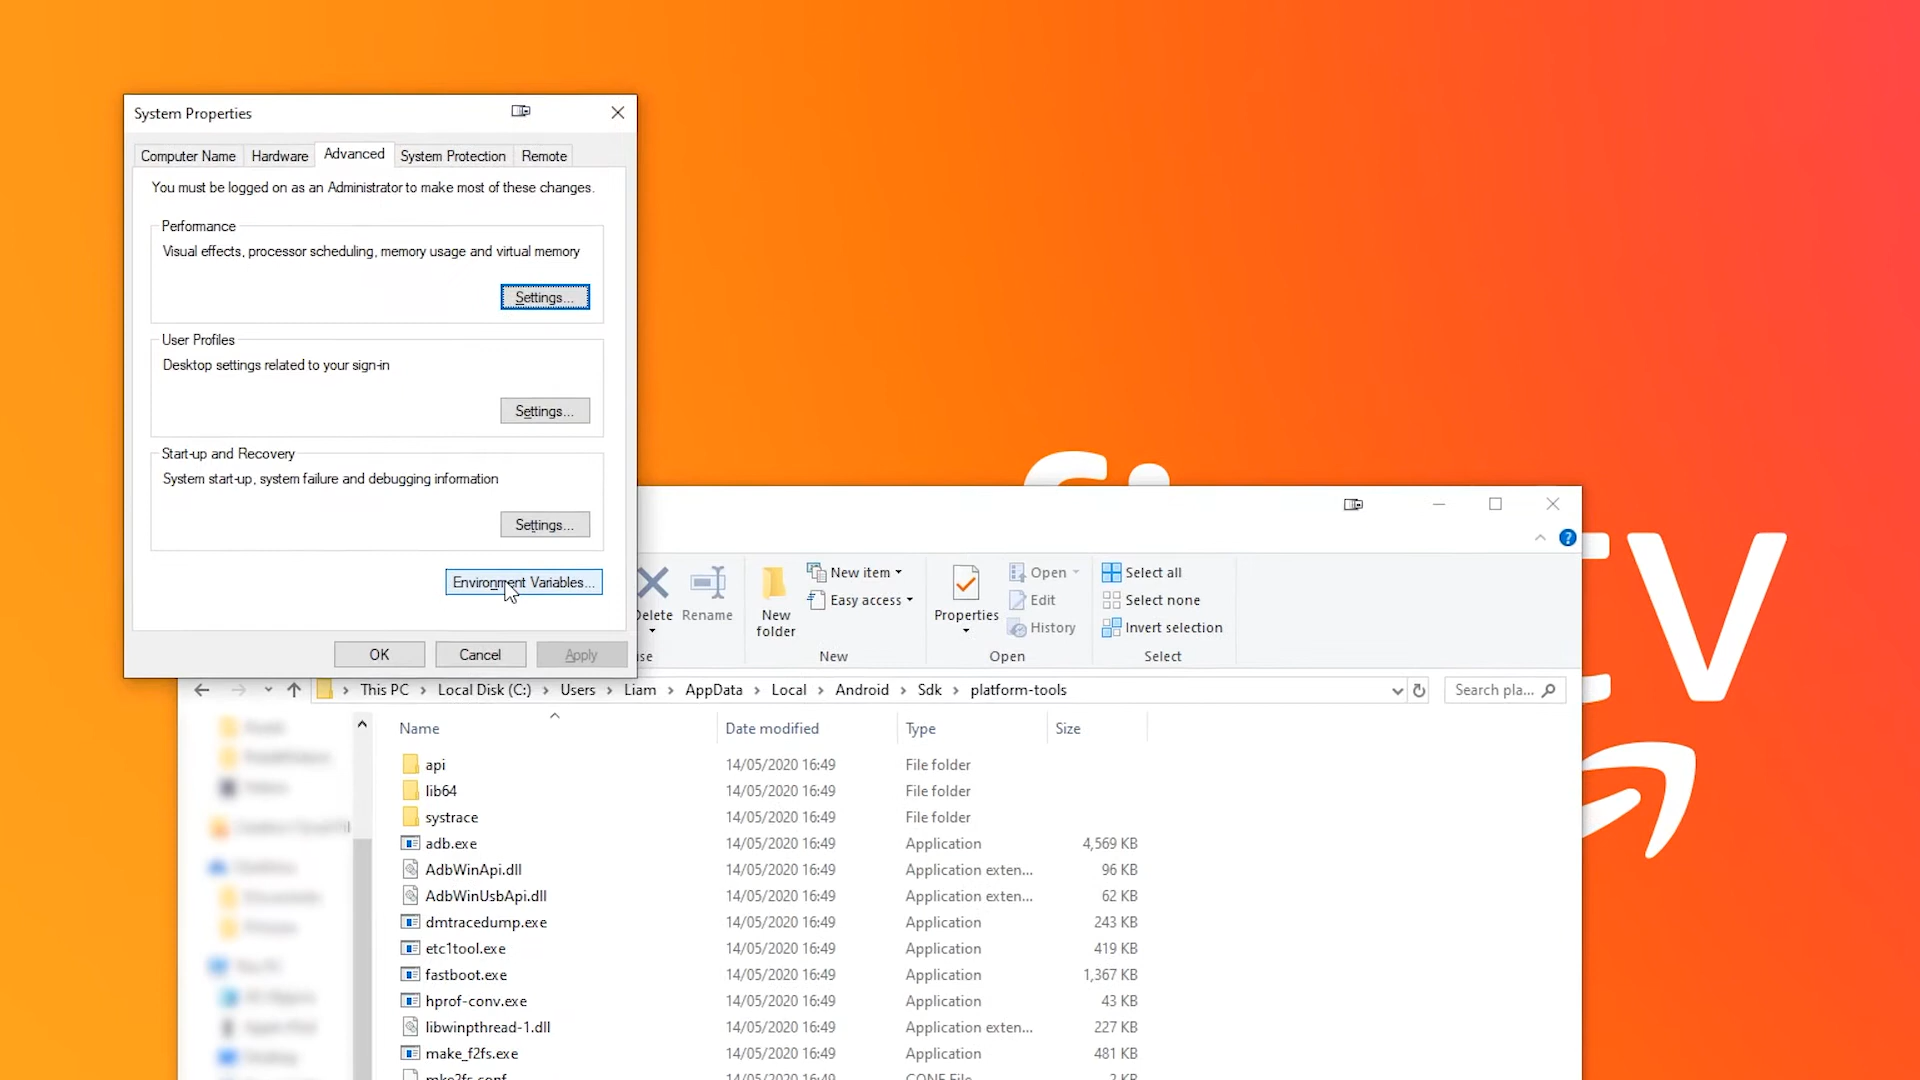 System Properties
Computer Name Hardware Advanced System Protection Remote
You must be logged on as an Administrator to make most of these changes.
Performance
Visual effects, processor scheduling, memory usage and virtual memory
Settings...
User Profiles
Desktop settings related to your sign-in
Settings...
Start-up and Recovery
System start-up, system failure and debugging information
Settings...
Environment Variables...
OK Cancel Apply
Delete Rename
New folder
New item
Easy access
New
Properties
Open
Edit
History
Open
Select all
Select none
Invert selection
Select
This PC › Local Disk (C:) › Users › Liam › AppData › Local › Android › Sdk › platform-tools
Search pla...
Name Date modified Type Size
api 14/05/2020 16:49 File folder
lib64 14/05/2020 16:49 File folder
systrace 14/05/2020 16:49 File folder
adb.exe 14/05/2020 16:49 Application 4,569 KB
AdbWinApi.dll 14/05/2020 16:49 Application exten... 96 KB
AdbWinUsbApi.dll 14/05/2020 16:49 Application exten... 62 KB
dmtracedump.exe 14/05/2020 16:49 Application 243 KB
etc1tool.exe 14/05/2020 16:49 Application 419 KB
fastboot.exe 14/05/2020 16:49 Application 1,367 KB
hprof-conv.exe 14/05/2020 16:49 Application 43 KB
libwinpthread-1.dll 14/05/2020 16:49 Application exten... 227 KB
make_f2fs.exe 14/05/2020 16:49 Application 481 KB
mke2fs.conf 14/05/2020 16:49 CONF File 2 KB